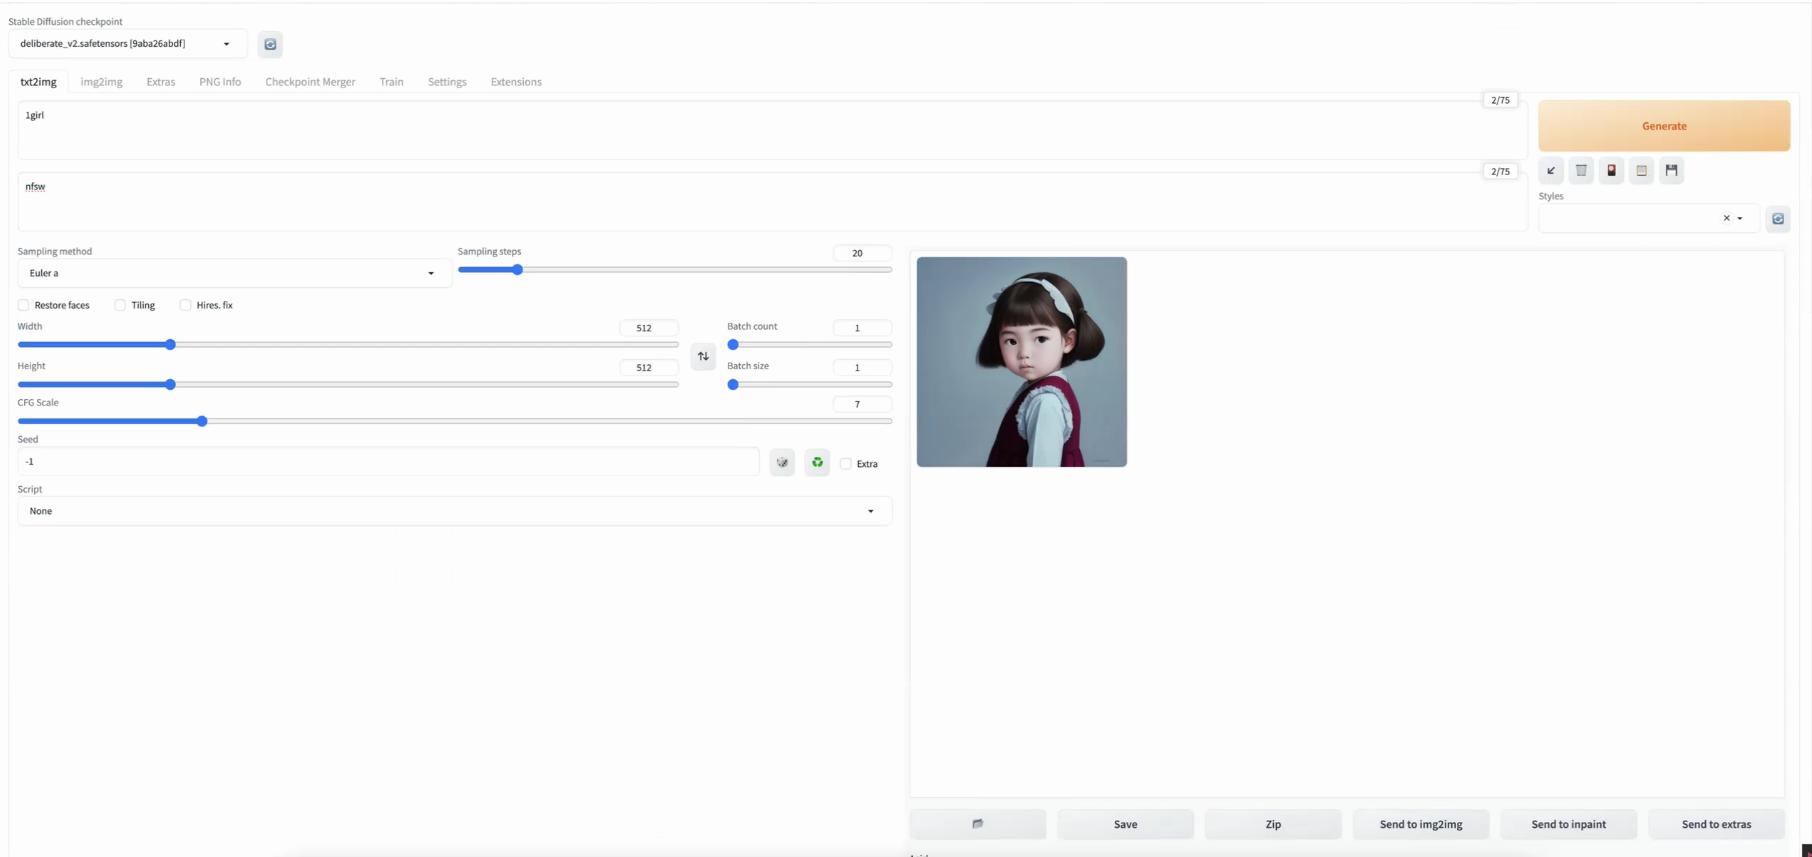 Stable Diffusion checkpoint
deliberate_v2.safetensors [9aba26abdf]
txt2img img2img Extras PNG Info Checkpoint Merger Train Settings Extensions
2/75
1girl
Generate
2/75
nfsw
Styles
Sampling method
Euler a
Sampling steps
20
Restore faces Tiling Hires. fix
Width
512
Batch count
1
Height
512
Batch size
1
CFG Scale
7
Seed
-1
Extra
Script
None
Save Zip Send to img2img Send to inpaint Send to extras